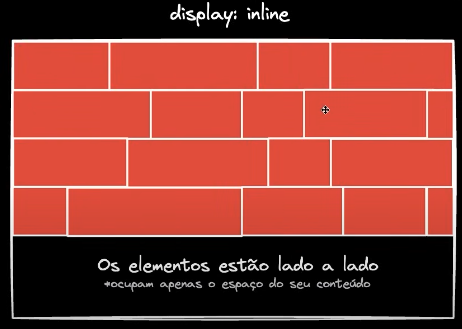 display: inline
Os elementos estão lado a lado
*ocupam apenas o espaço do seu conteúdo